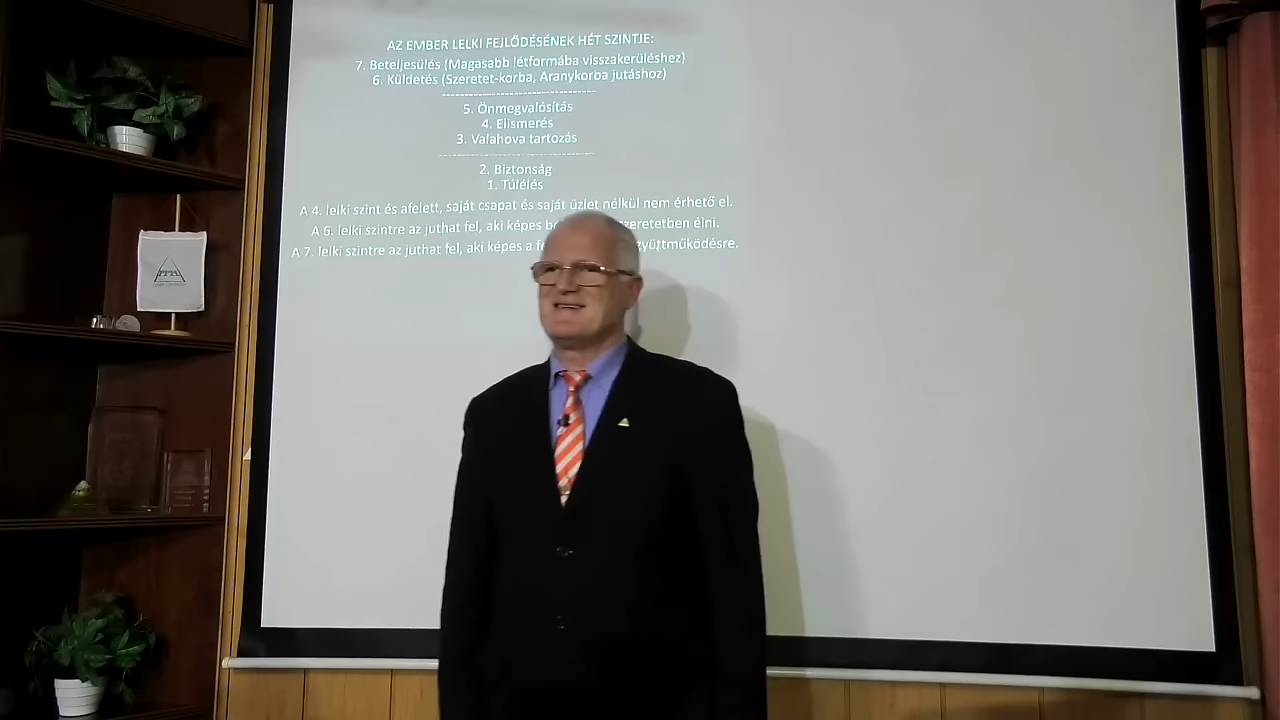 AZ EMBER LELKI FEJLŐDÉSÉNEK HÉT SZINTJE:
7. Beteljesülés (Magasabb létformába visszakerüléshez)
6. Küldetés (Szeretet-korba, Aranykorba jutáshoz)
5. Önmegvalósítás
4. Elismerés
3. Valahova tartozás
2. Biztonság
1. Túlélés
A 4. lelki szint és afelett, saját csapat és saját üzlet nélkül nem érhető el.
A 6. lelki szintre az juthat fel, aki képes szeretetben élni.
A 7. lelki szintre az juthat fel, aki képes a együttműködésre.